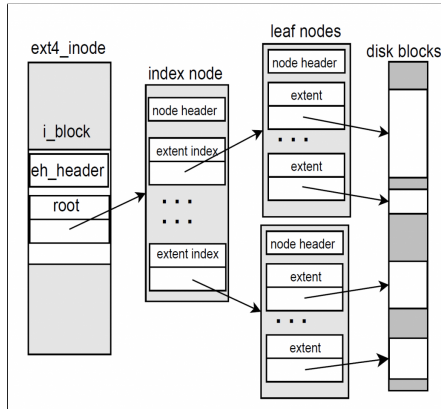 ext4_inode
i_block
eh_header
root
index node
node header
extent index
. . .
. . .
extent index
leaf nodes
node header
extent
. . .
extent
node header
extent
. . .
extent
disk blocks